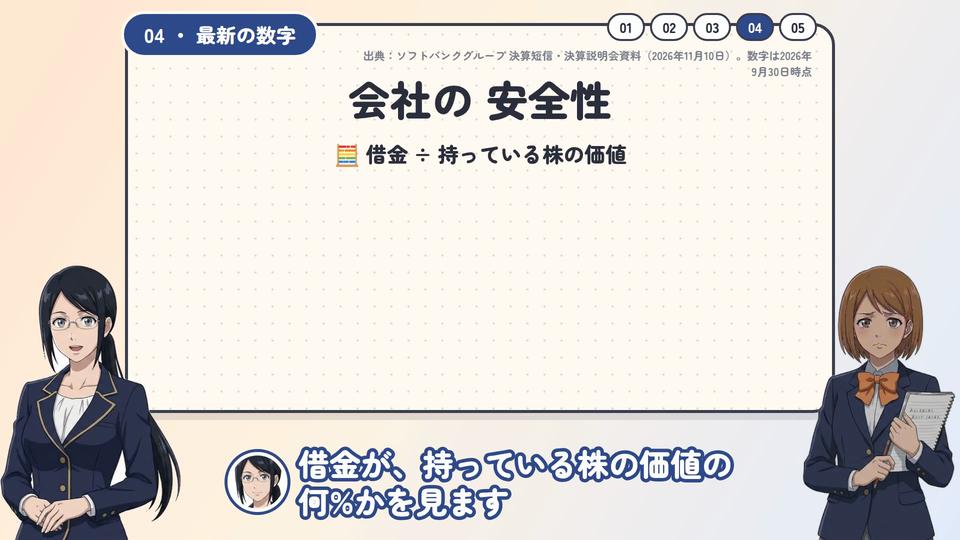 04 ・ 最新の数字
01 02 03 04 05
出典：ソフトバンクグループ 決算短信・決算説明会資料（2026年11月10日）。数字は2026年
9月30日時点
会社の 安全性
🧮 借金 ÷ 持っている株の価値
借金が、持っている株の価値の
何%かを見ます